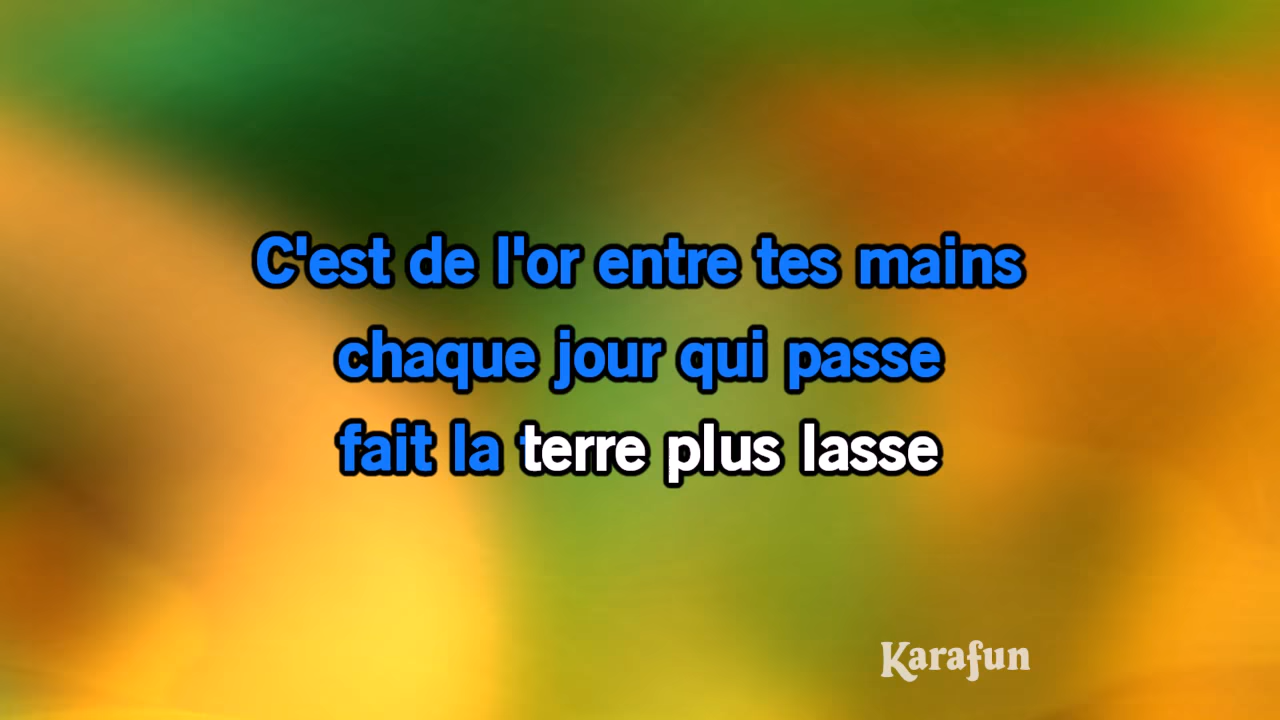 C'est de l'or entre tes mains
chaque jour qui passe
fait la terre plus lasse
Karafun